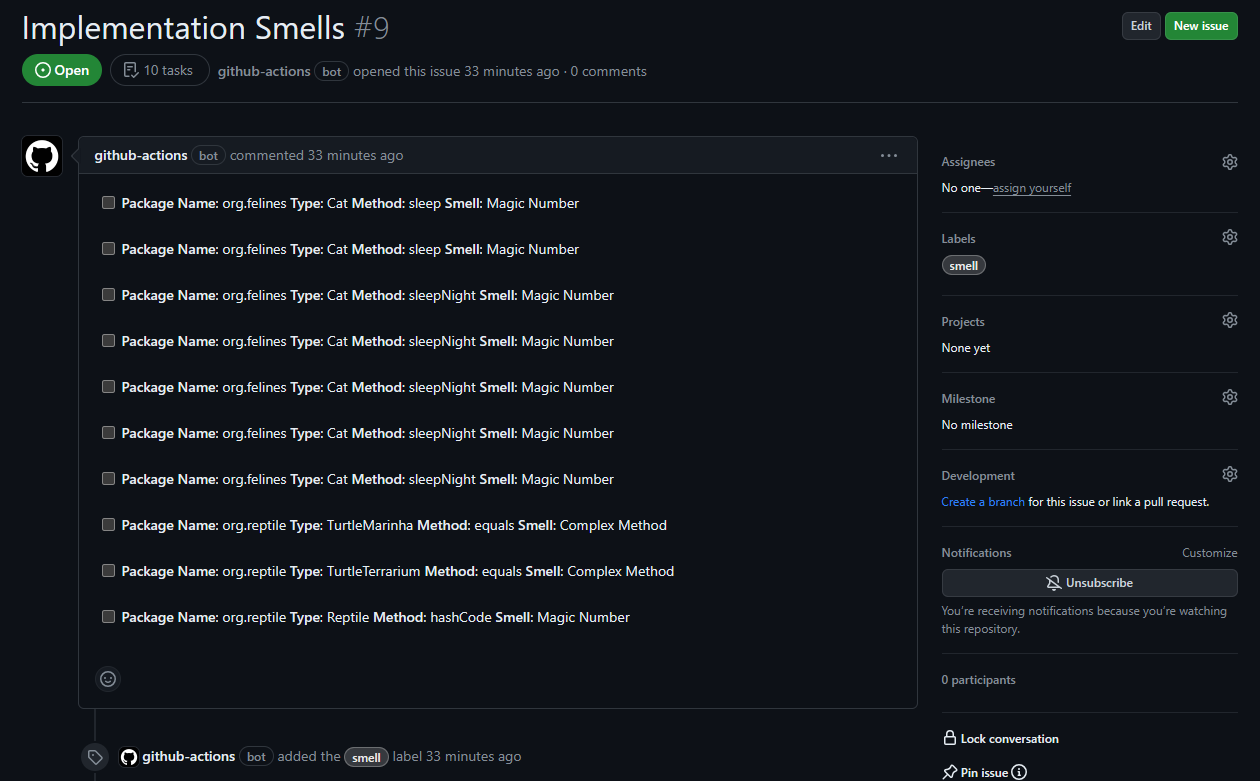 Implementation Smells #9
Edit
New issue
Open
10 tasks
github-actions bot opened this issue 33 minutes ago · 0 comments
github-actions bot commented 33 minutes ago
Package Name: org.felines Type: Cat Method: sleep Smell: Magic Number
Package Name: org.felines Type: Cat Method: sleep Smell: Magic Number
Package Name: org.felines Type: Cat Method: sleepNight Smell: Magic Number
Package Name: org.felines Type: Cat Method: sleepNight Smell: Magic Number
Package Name: org.felines Type: Cat Method: sleepNight Smell: Magic Number
Package Name: org.felines Type: Cat Method: sleepNight Smell: Magic Number
Package Name: org.felines Type: Cat Method: sleepNight Smell: Magic Number
Package Name: org.reptile Type: TurtleMarinha Method: equals Smell: Complex Method
Package Name: org.reptile Type: TurtleTerrarium Method: equals Smell: Complex Method
Package Name: org.reptile Type: Reptile Method: hashCode Smell: Magic Number
github-actions bot added the smell label 33 minutes ago
Assignees
No one—assign yourself
Labels
smell
Projects
None yet
Milestone
No milestone
Development
Create a branch for this issue or link a pull request.
Notifications
Customize
Unsubscribe
You're receiving notifications because you're watching
this repository.
0 participants
Lock conversation
Pin issue